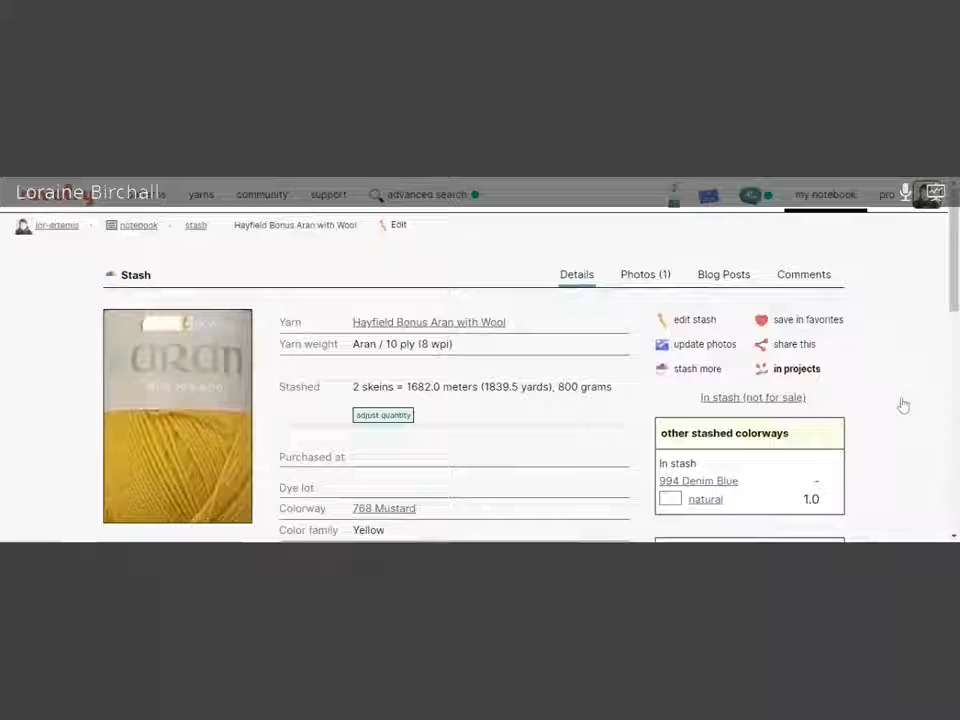 Loraine Birchall
yarns community support advanced search my notebook pro
lor-artemis notebook stash Hayfield Bonus Aran with Wool Edit
Stash Details Photos (1) Blog Posts Comments
Yarn Hayfield Bonus Aran with Wool
Yarn weight Aran / 10 ply (8 wpi)
Stashed 2 skeins = 1682.0 meters (1839.5 yards), 800 grams
adjust quantity
Purchased at
Dye lot
Colorway 768 Mustard
Color family Yellow
aran
edit stash save in favorites
update photos share this
stash more in projects
In stash (not for sale)
other stashed colorways
In stash
994 Denim Blue -
natural 1.0